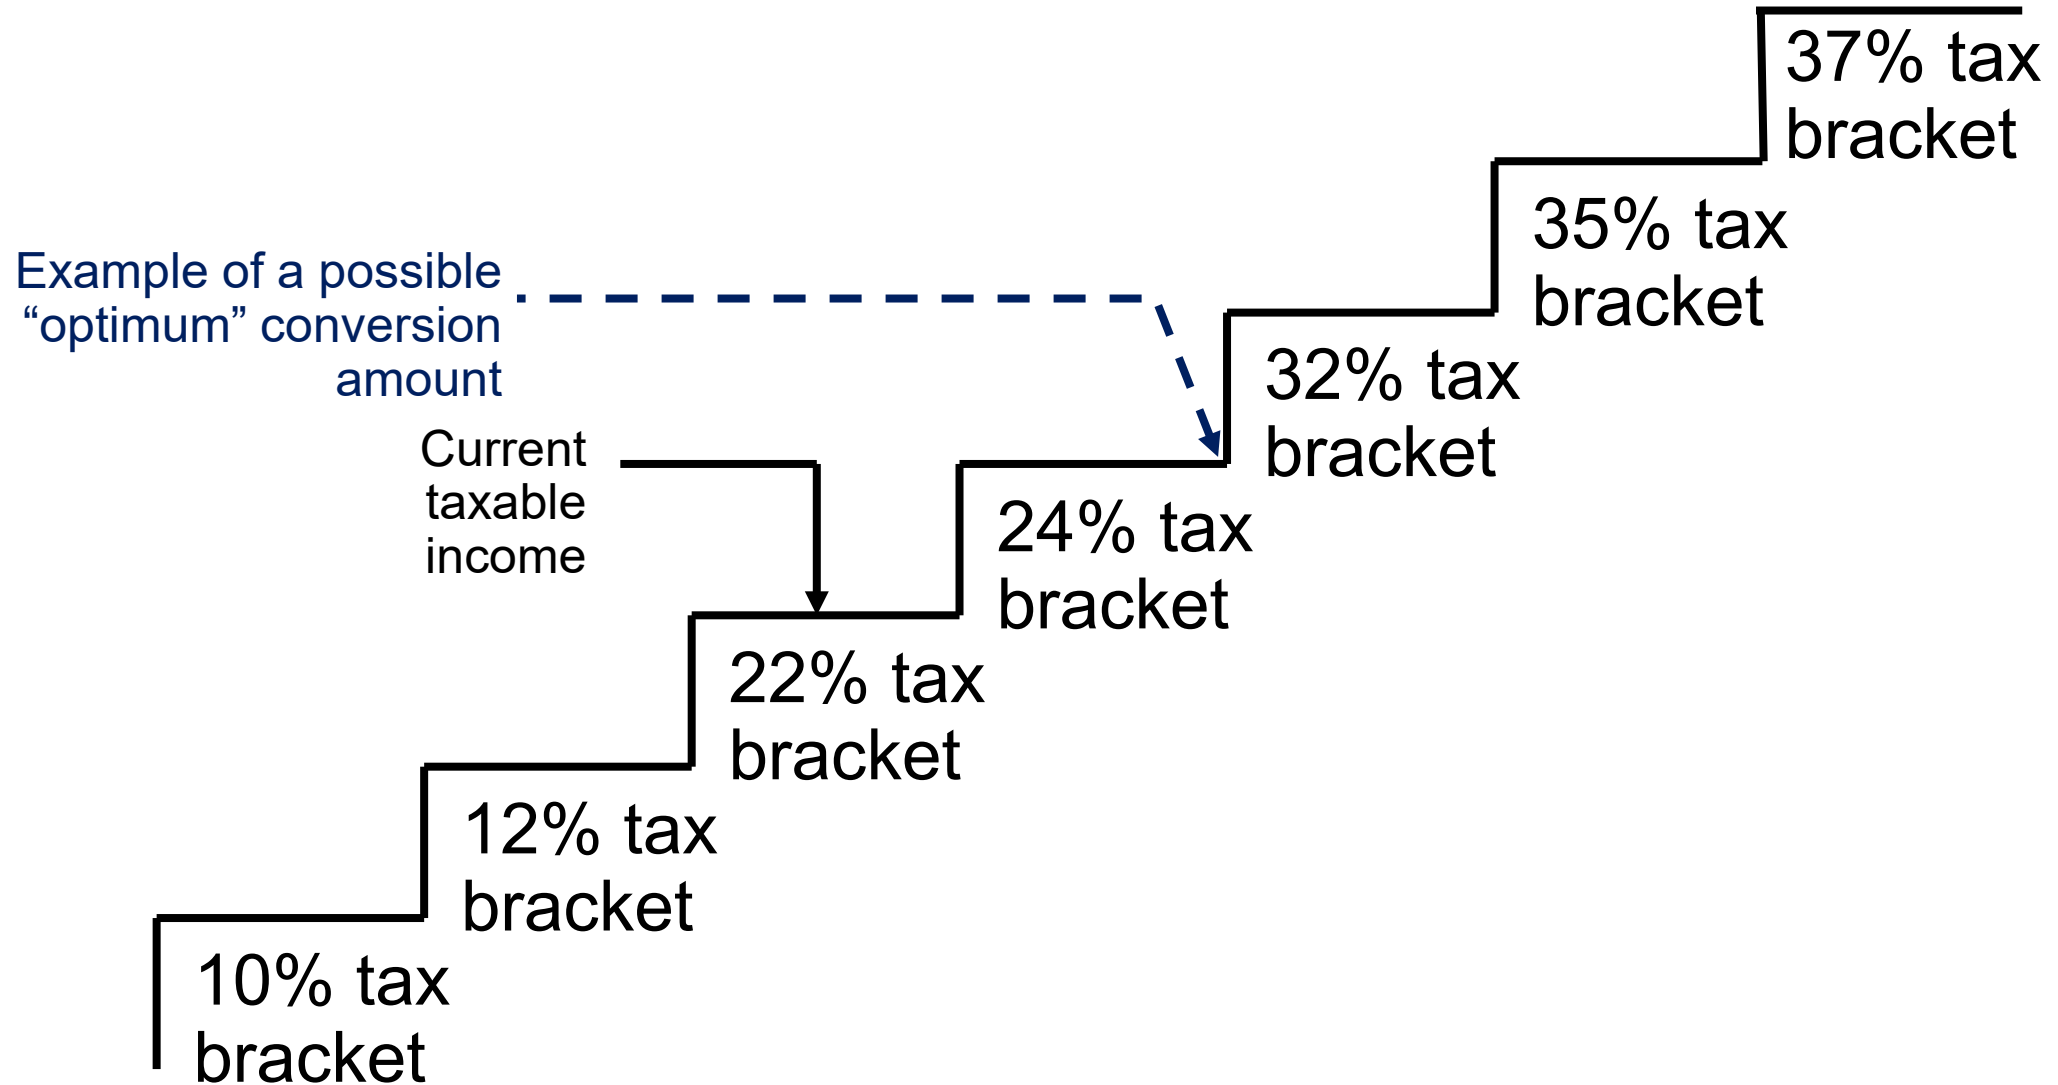 37% tax
bracket
35% tax
bracket
Example of a possible
“optimum” conversion
amount
32% tax
bracket
Current
taxable
income
24% tax
bracket
22% tax
bracket
12% tax
bracket
10% tax
bracket